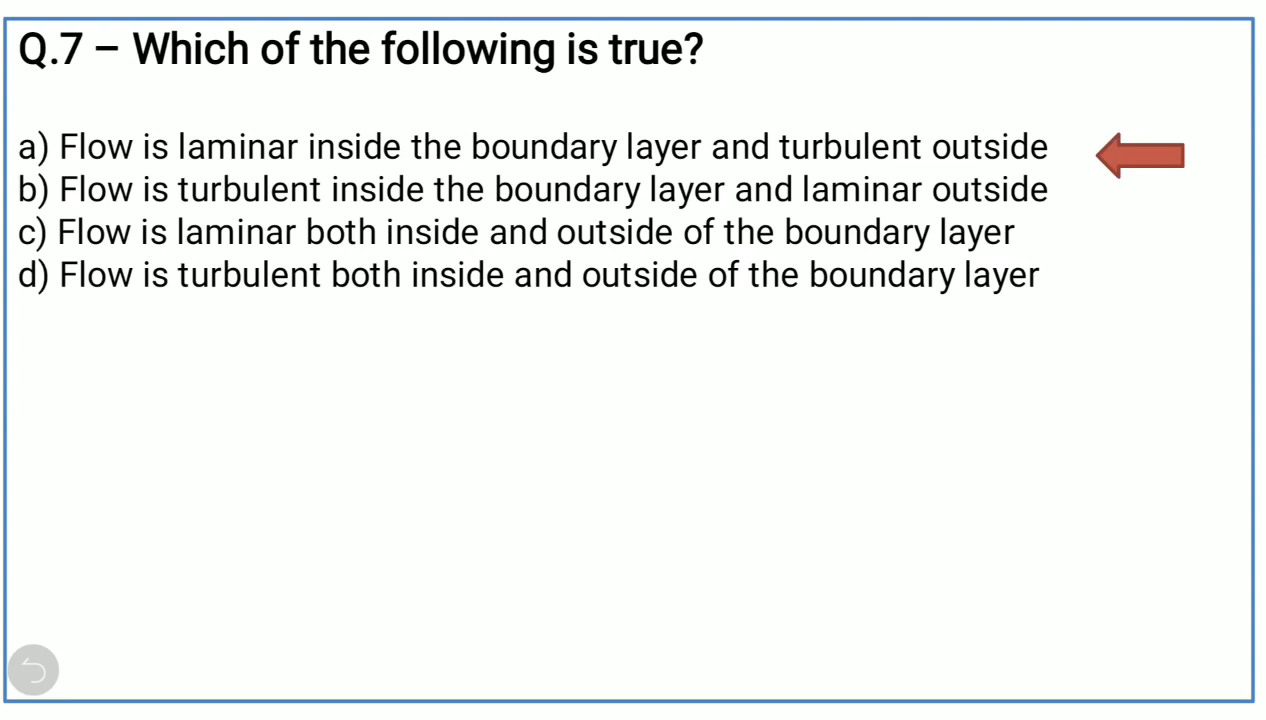 Q.7 – Which of the following is true?
a) Flow is laminar inside the boundary layer and turbulent outside
b) Flow is turbulent inside the boundary layer and laminar outside
c) Flow is laminar both inside and outside of the boundary layer
d) Flow is turbulent both inside and outside of the boundary layer